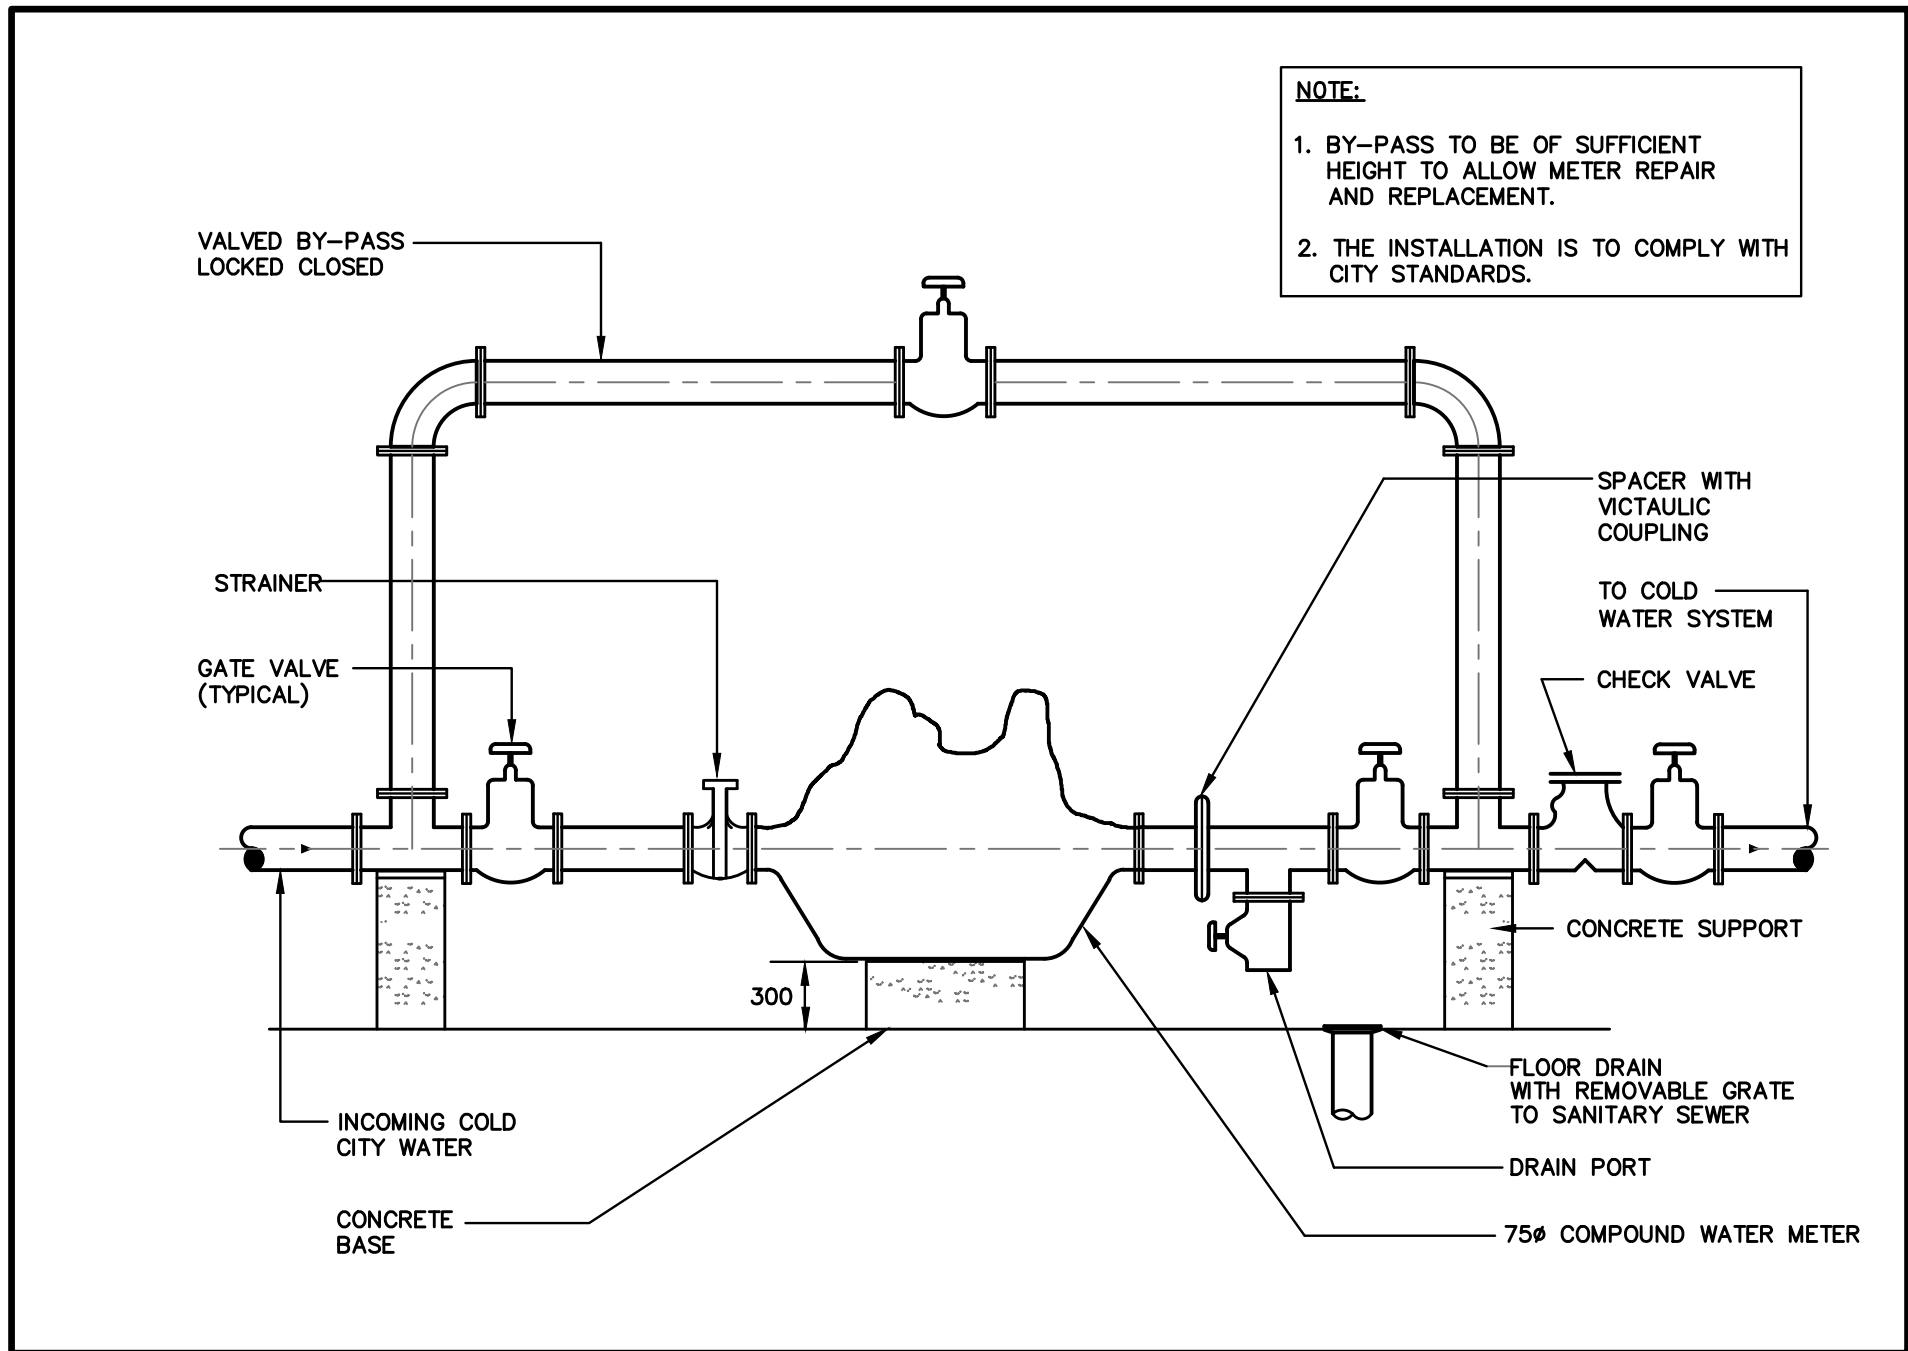 NOTE:
1. BY-PASS TO BE OF SUFFICIENT
HEIGHT TO ALLOW METER REPAIR
AND REPLACEMENT.
2. THE INSTALLATION IS TO COMPLY WITH
CITY STANDARDS.
VALVED BY-PASS
LOCKED CLOSED
SPACER WITH
VICTAULIC
COUPLING
STRAINER
TO COLD
WATER SYSTEM
GATE VALVE
(TYPICAL)
CHECK VALVE
CONCRETE SUPPORT
300
FLOOR DRAIN
WITH REMOVABLE GRATE
TO SANITARY SEWER
INCOMING COLD
CITY WATER
DRAIN PORT
CONCRETE
BASE
75ø COMPOUND WATER METER